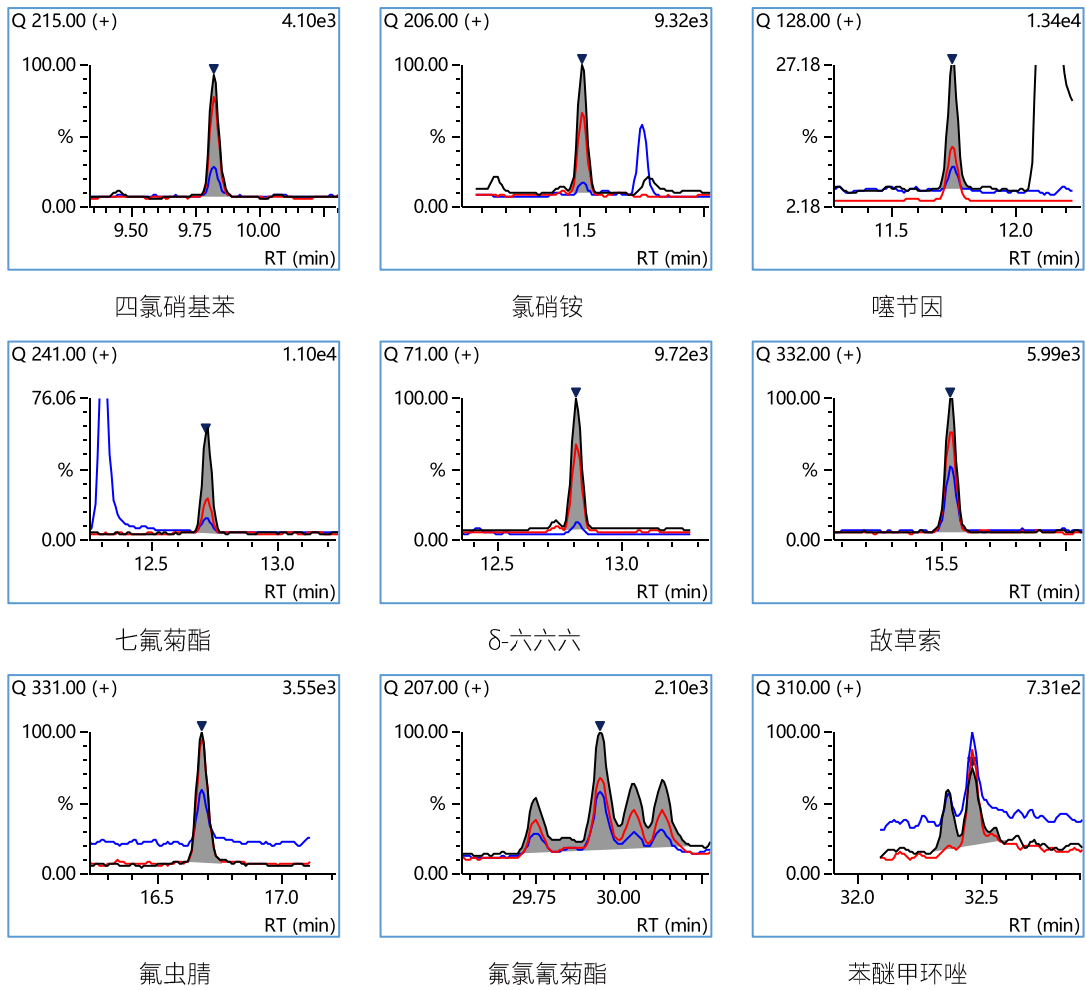 Q 215.00 (+) 4.10e3
100.00
%
0.00
9.50 9.75 10.00
RT (min)
四氯硝基苯
Q 206.00 (+) 9.32e3
100.00
%
0.00
11.5
RT (min)
氯硝铵
Q 128.00 (+) 1.34e4
27.18
%
2.18
11.5 12.0
RT (min)
噻节因
Q 241.00 (+) 1.10e4
76.06
%
0.00
12.5 13.0
RT (min)
七氟菊酯
Q 71.00 (+) 9.72e3
100.00
%
0.00
12.5 13.0
RT (min)
δ-六六六
Q 332.00 (+) 5.99e3
100.00
%
0.00
15.5
RT (min)
敌草索
Q 331.00 (+) 3.55e3
100.00
%
0.00
16.5 17.0
RT (min)
氟虫腈
Q 207.00 (+) 2.10e3
100.00
%
0.00
29.75 30.00
RT (min)
氟氯氰菊酯
Q 310.00 (+) 7.31e2
100.00
%
0.00
32.0 32.5
RT (min)
苯醚甲环唑